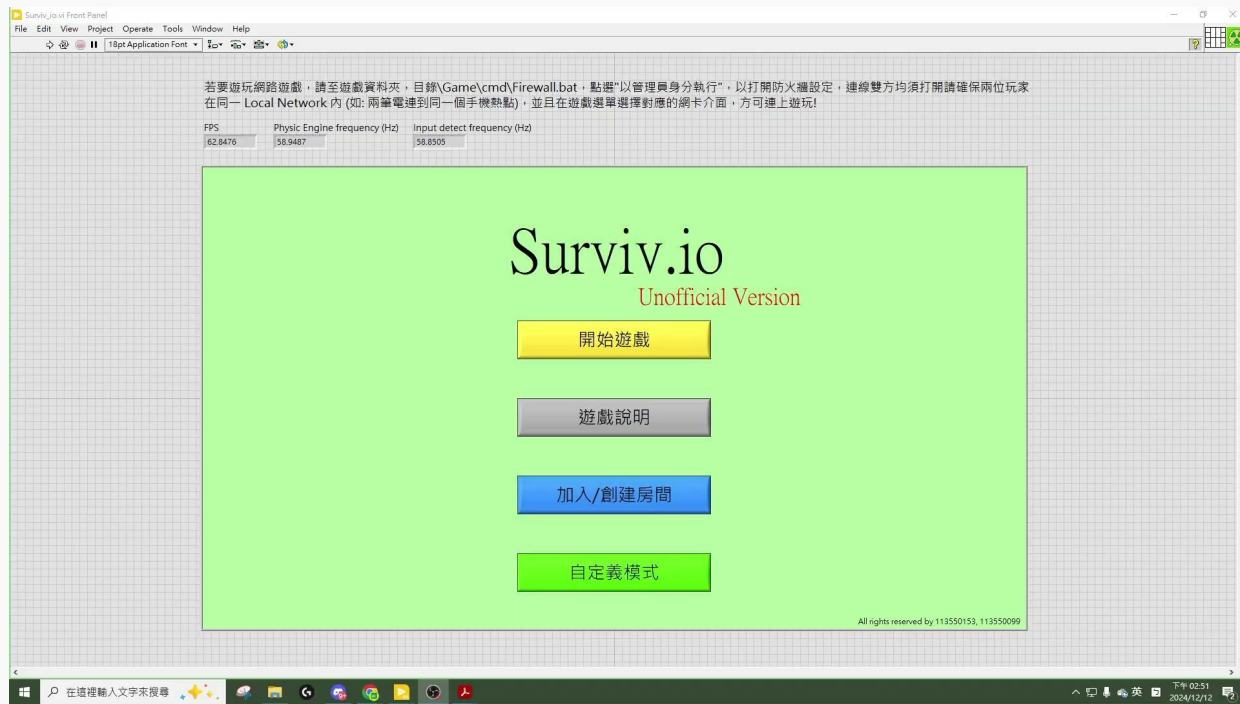 Surviv_io.vi Front Panel
File Edit View Project Operate Tools Window Help
18pt Application Font
若要遊玩網路遊戲，請至遊戲資料夾，目錄\Game\cmd\Firewall.bat，點選"以管理員身分執行"，以打開防火牆設定，連線雙方均須打開請確保兩位玩家
在同一 Local Network 內 (如: 兩筆電連到同一個手機熱點)，並且在遊戲選單選擇對應的網卡介面，方可連上遊玩!
FPS Physic Engine frequency (Hz) Input detect frequency (Hz)
62.8476 58.9487 58.8505
Surviv.io
Unofficial Version
開始遊戲
遊戲說明
加入/創建房間
自定義模式
All rights reserved by 113550153, 113550099
在這裡輸入文字來搜尋
英
下午 02:51
2024/12/12